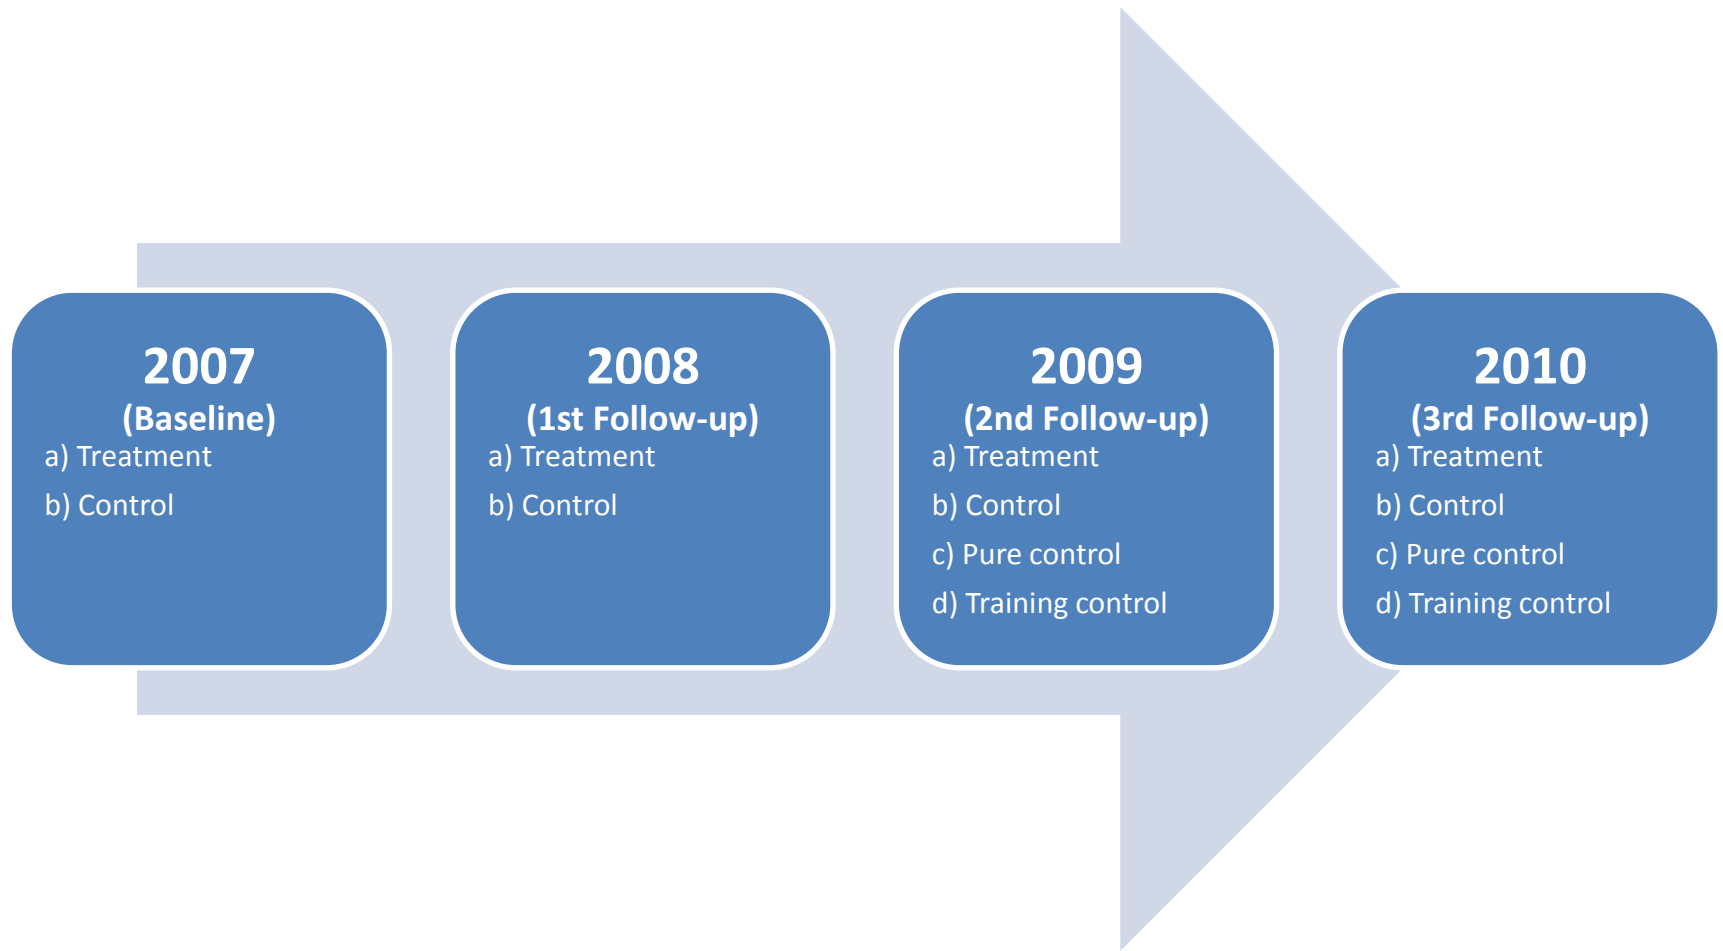 2007
(Baseline)
a) Treatment
b) Control
2008
(1st Follow-up)
a) Treatment
b) Control
2009
(2nd Follow-up)
a) Treatment
b) Control
c) Pure control
d) Training control
2010
(3rd Follow-up)
a) Treatment
b) Control
c) Pure control
d) Training control